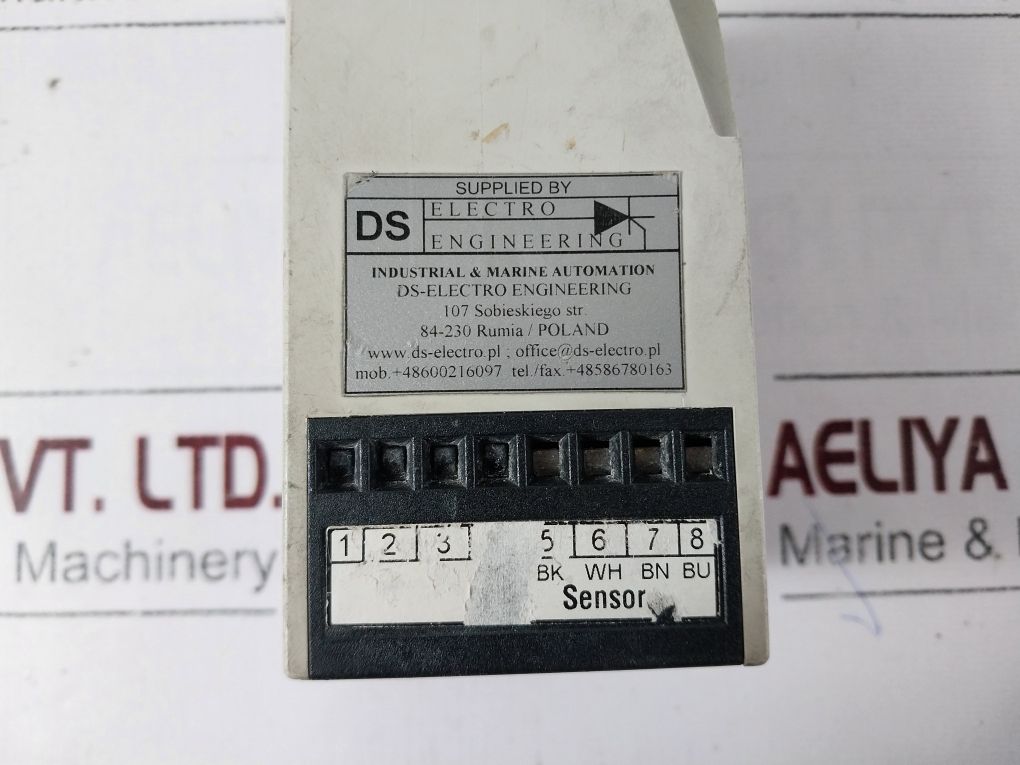 SUPPLIED BY
DS ELECTRO
ENGINEERING
INDUSTRIAL & MARINE AUTOMATION
DS-ELECTRO ENGINEERING
107 Sobieskiego str.
84-230 Rumia / POLAND
www.ds-electro.pl ; office@ds-electro.pl
mob.+48600216097 tel./fax.+48586780163
VT. LTD.
AELIYA
Machinery
Marine &
1 2 3 5 6 7 8
BK WH BN BU
Sensor